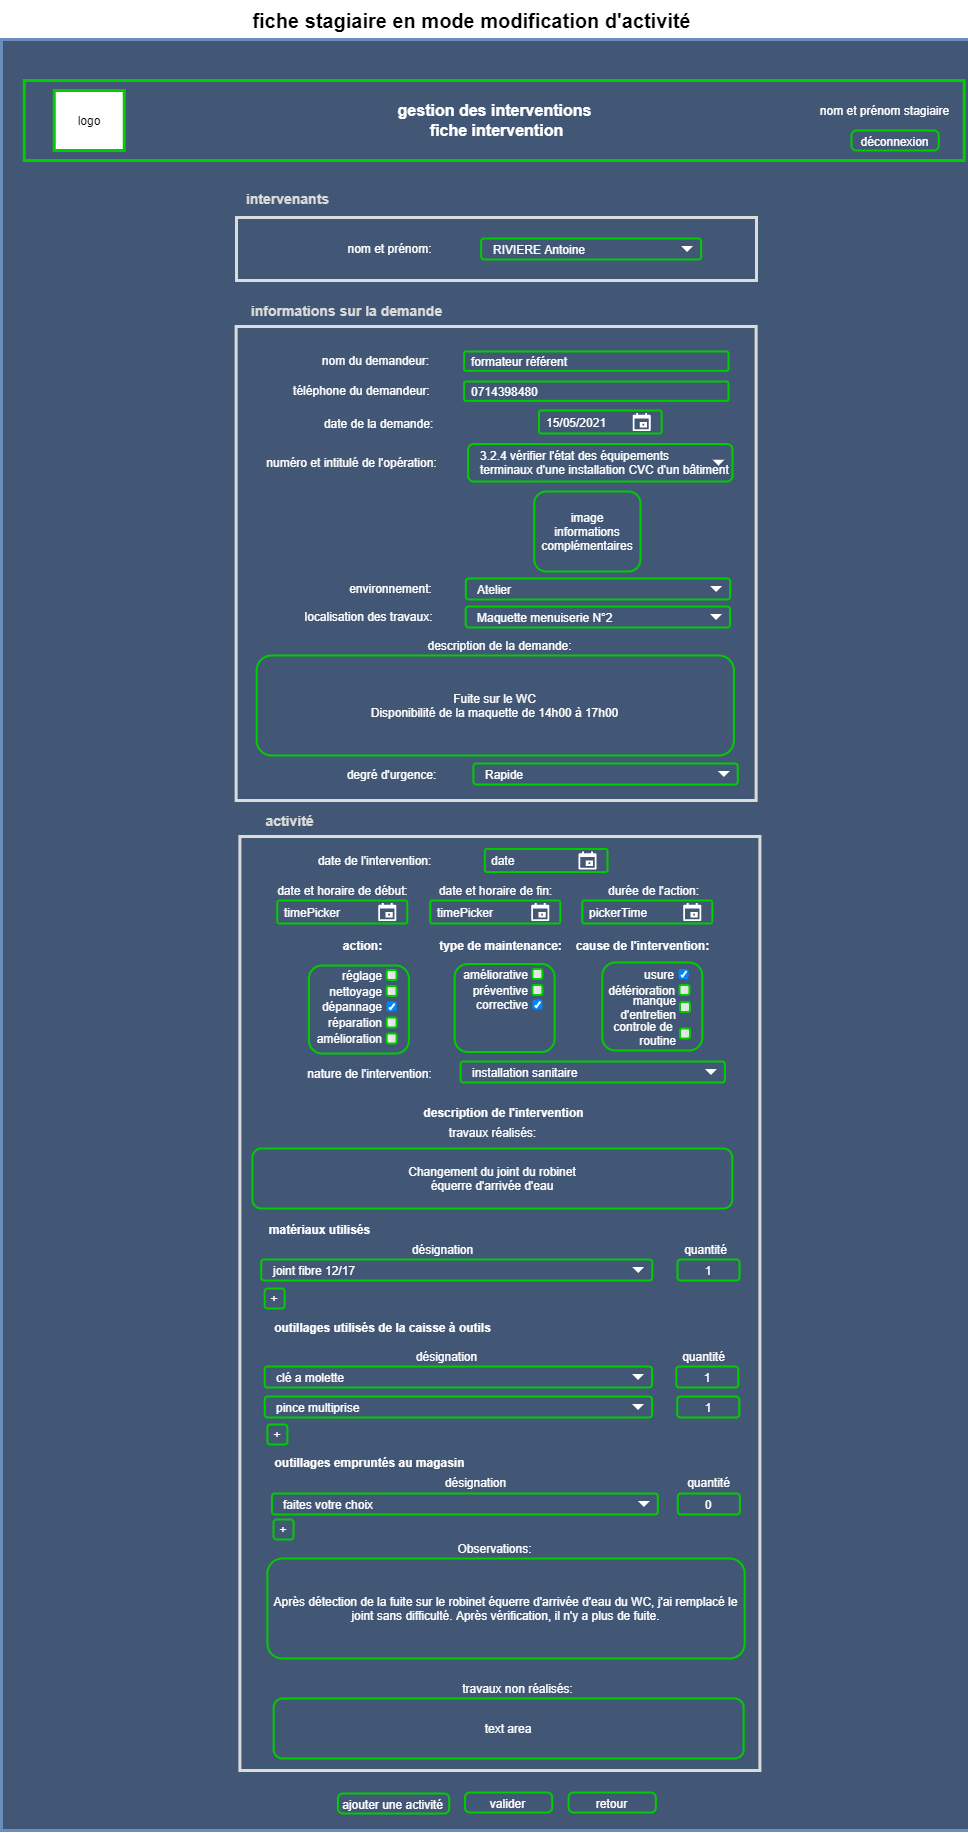 fiche stagiaire en mode modification d'activité
logo
gestion des interventions
fiche intervention
nom et prénom stagiaire
déconnexion
intervenants
nom et prénom:
RIVIERE Antoine
informations sur la demande
nom du demandeur:
formateur référent
téléphone du demandeur:
0714398480
date de la demande:
15/05/2021
numéro et intitulé de l'opération:
3.2.4 vérifier l'état des équipements
terminaux d'une installation CVC d'un bâtiment
image
informations
complémentaires
environnement:
Atelier
localisation des travaux:
Maquette menuiserie N°2
description de la demande:
Fuite sur le WC
Disponibilité de la maquette de 14h00 à 17h00
degré d'urgence:
Rapide
activité
date de l'intervention:
date
date et horaire de début:
date et horaire de fin:
durée de l'action:
timePicker
timePicker
pickerTime
action:
type de maintenance:
cause de l'intervention:
réglage
nettoyage
dépannage
réparation
amélioration
améliorative
préventive
corrective
usure
détérioration
manque
d'entretien
controle de
routine
nature de l'intervention:
installation sanitaire
description de l'intervention
travaux réalisés:
Changement du joint du robinet
équerre d'arrivée d'eau
matériaux utilisés
désignation
quantité
joint fibre 12/17
1
+
outillages utilisés de la caisse à outils
désignation
quantité
clé a molette
1
pince multiprise
1
+
outillages empruntés au magasin
désignation
quantité
faites votre choix
0
+
Observations:
Après détection de la fuite sur le robinet équerre d'arrivée d'eau du WC, j'ai remplacé le
joint sans difficulté. Après vérification, il n'y a plus de fuite.
travaux non réalisés:
text area
ajouter une activité
valider
retour